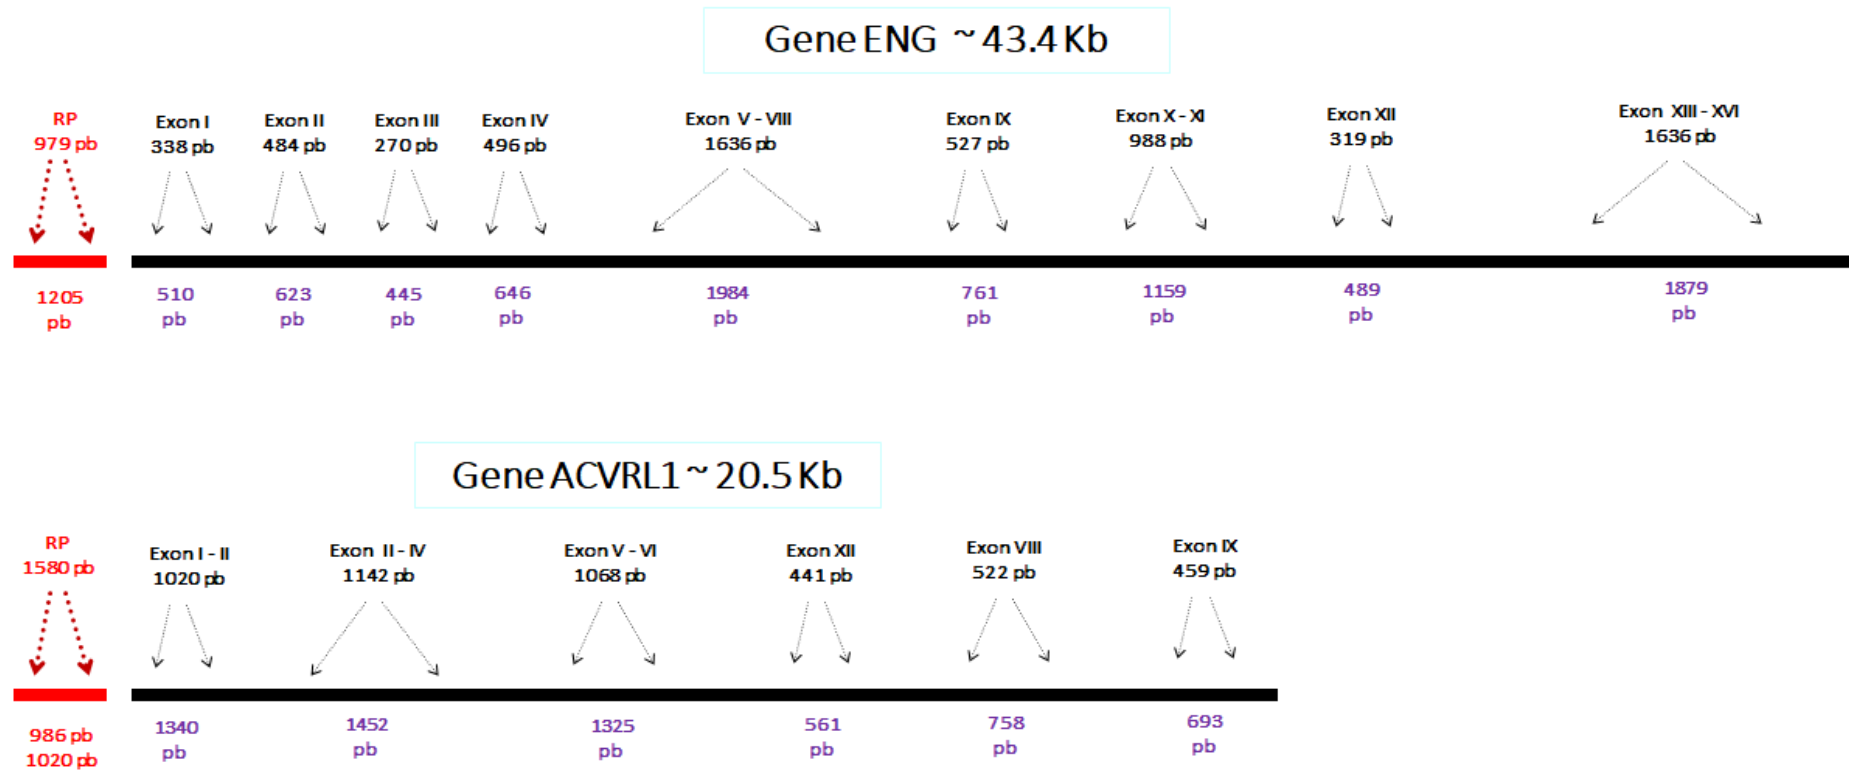 Gene ENG ~ 43.4 Kb
RP
979 pb
Exon I
338 pb
Exon II
484 pb
Exon III
270 pb
Exon IV
496 pb
Exon V - VIII
1636 pb
Exon IX
527 pb
Exon X - XI
988 pb
Exon XII
319 pb
Exon XIII - XVI
1636 pb
1205
pb
510
pb
623
pb
445
pb
646
pb
1984
pb
761
pb
1159
pb
489
pb
1879
pb
Gene ACVRL1 ~ 20.5 Kb
RP
1580 pb
Exon I - II
1020 pb
Exon II - IV
1142 pb
Exon V - VI
1068 pb
Exon XII
441 pb
Exon VIII
522 pb
Exon IX
459 pb
986 pb
1020 pb
1340
pb
1452
pb
1325
pb
561
pb
758
pb
693
pb